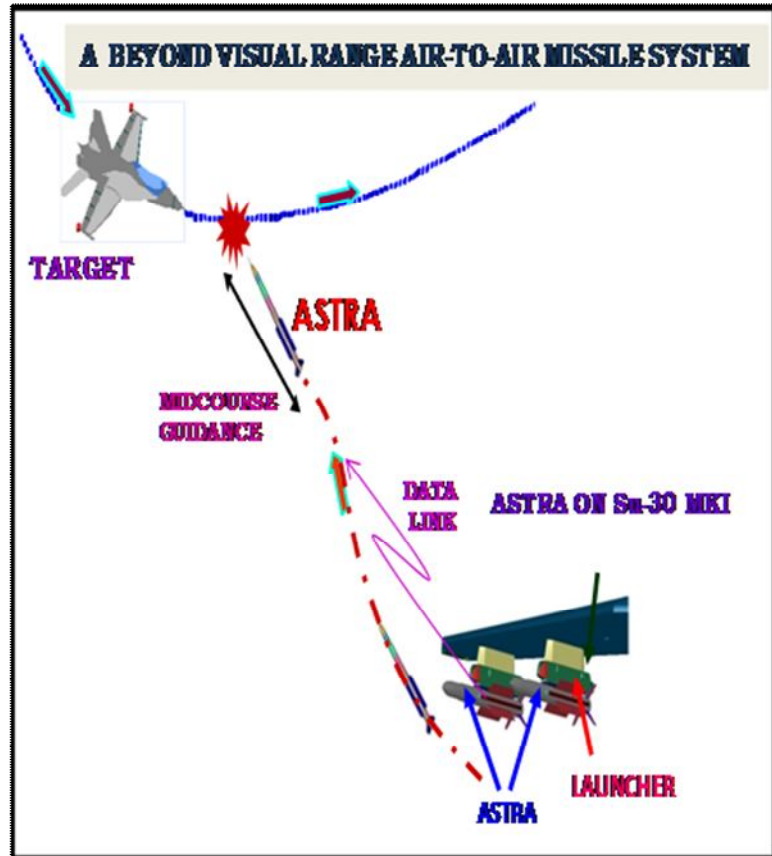 A BEYOND VISUAL RANGE AIR-TO-AIR MISSILE SYSTEM
TARGET
ASTRA
MIDCOURSE
GUIDANCE
DATA
LINK
ASTRA ON Su-30 MKI
LAUNCHER
ASTRA